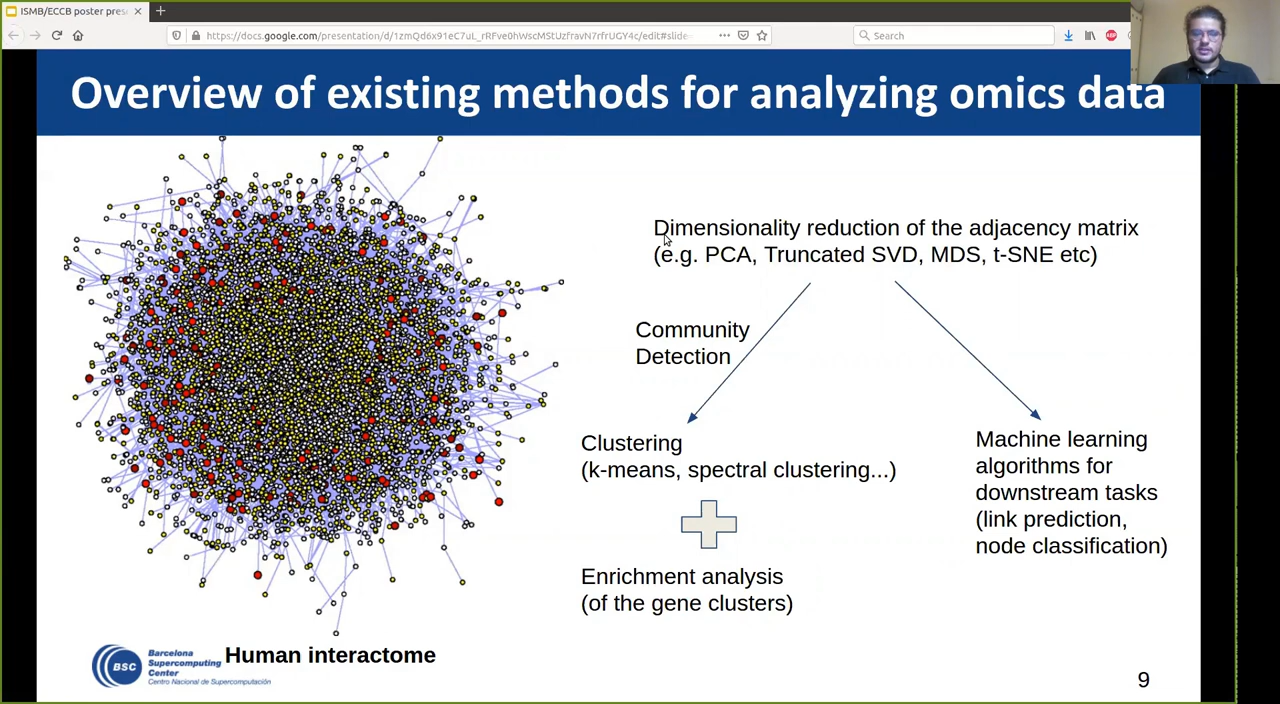 ISMB/ECCB poster pres
https://docs.google.com/presentation/d/1zmQd6x91eC7uL_rRFve0hWscMStUzfravN7rfrUGY4c/edit#slide
Search
Overview of existing methods for analyzing omics data
Dimensionality reduction of the adjacency matrix
(e.g. PCA, Truncated SVD, MDS, t-SNE etc)
Community
Detection
Clustering
(k-means, spectral clustering...)
Machine learning
algorithms for
downstream tasks
(link prediction,
node classification)
Enrichment analysis
(of the gene clusters)
BSC
Barcelona
Supercomputing
Center
Centro Nacional de Supercomputación
Human interactome
9